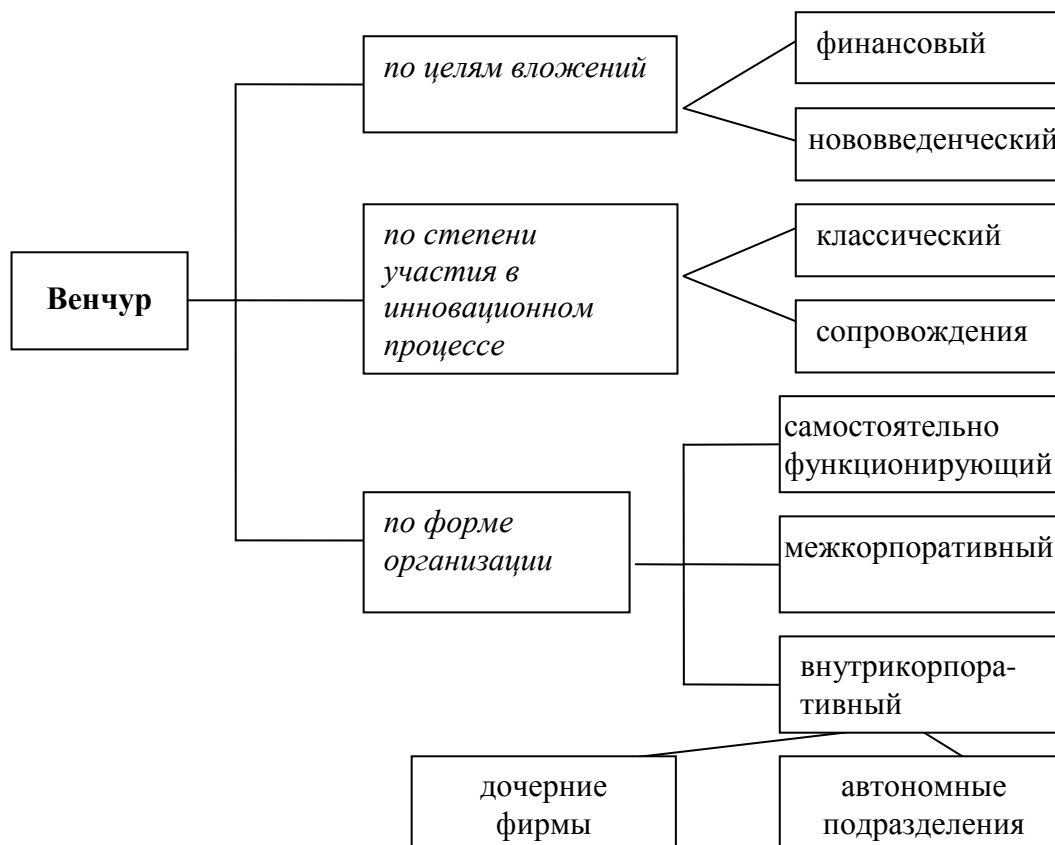 Венчур
по целям вложений
финансовый
нововведенческий
по степени
участия в
инновационном
процессе
классический
сопровождения
по форме
организации
самостоятельно
функционирующий
межкорпоративный
внутрикорпора-
тивный
дочерние
фирмы
автономные
подразделения